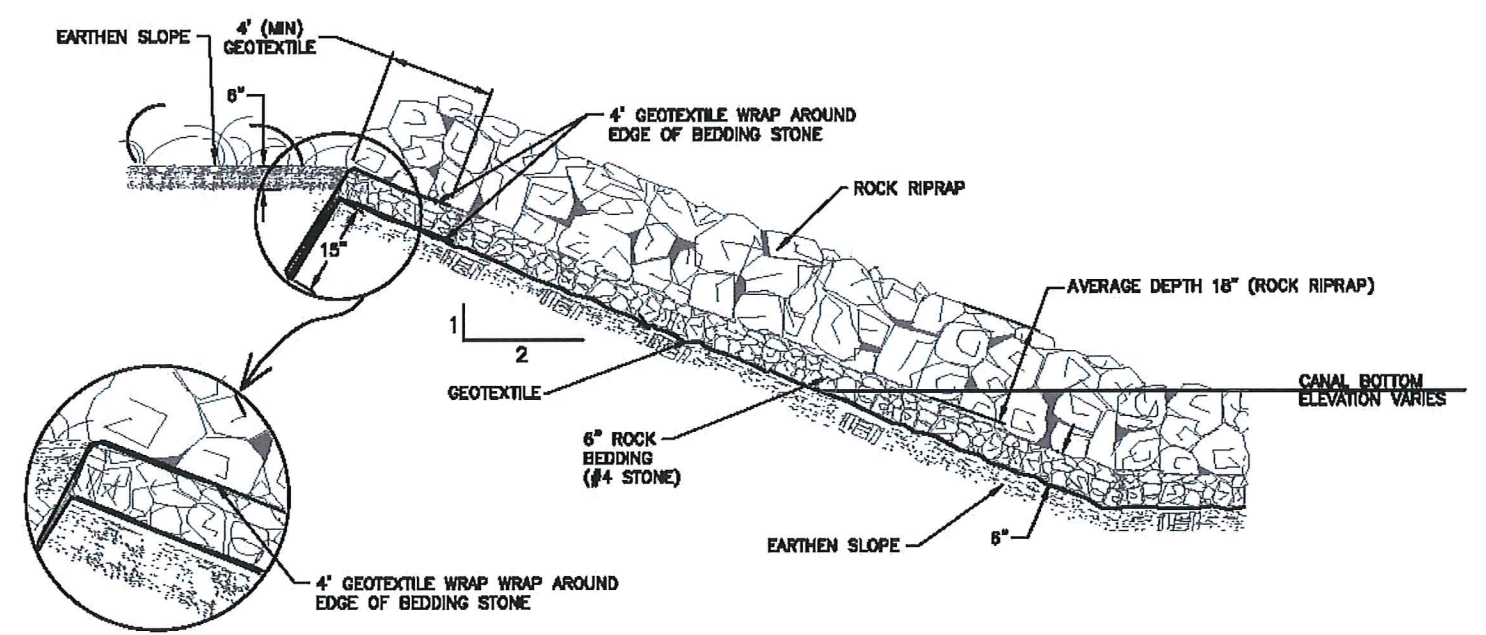 EARTHEN SLOPE
4' (MIN)
GEOTEXTILE
6"
4' GEOTEXTILE WRAP AROUND
EDGE OF BEDDING STONE
ROCK RIPRAP
15"
AVERAGE DEPTH 18" (ROCK RIPRAP)
1
2
GEOTEXTILE
CANAL BOTTOM
ELEVATION VARIES
6" ROCK
BEDDING
(#4 STONE)
EARTHEN SLOPE
6"
4' GEOTEXTILE WRAP WRAP AROUND
EDGE OF BEDDING STONE